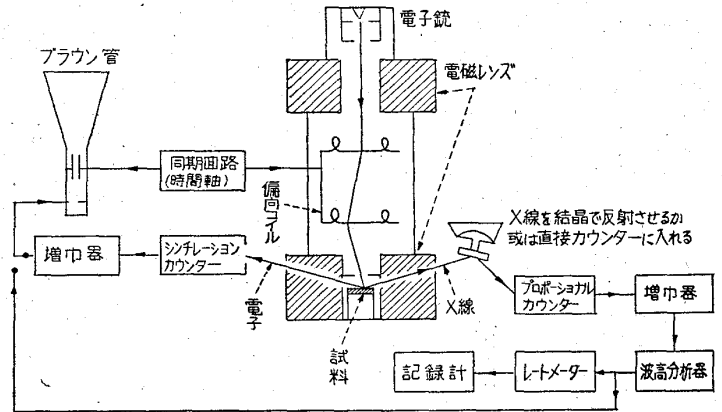 電子銃
ブラウン管
電磁レンズ
同期回路
(時間軸)
偏向コイル
X線を結晶で反射させるか
或は直接カウンターに入れる
増巾器
シンチレーション
カウンター
電子
X線
プロポーショナル
カウンター
増巾器
試料
記録計
レートメーター
波高分析器